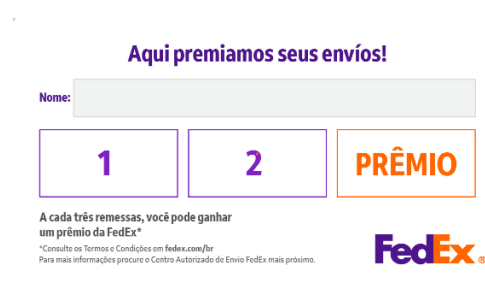 Aqui premiamos seus envíos!
Nome:
1
2
PRÊMIO
A cada três remessas, você pode ganhar
um prêmio da FedEx*
*Consulte os Termos e Condições em fedex.com/br
Para mais informações procure o Centro Autorizado de Envio FedEx mais próximo.
FedEx®